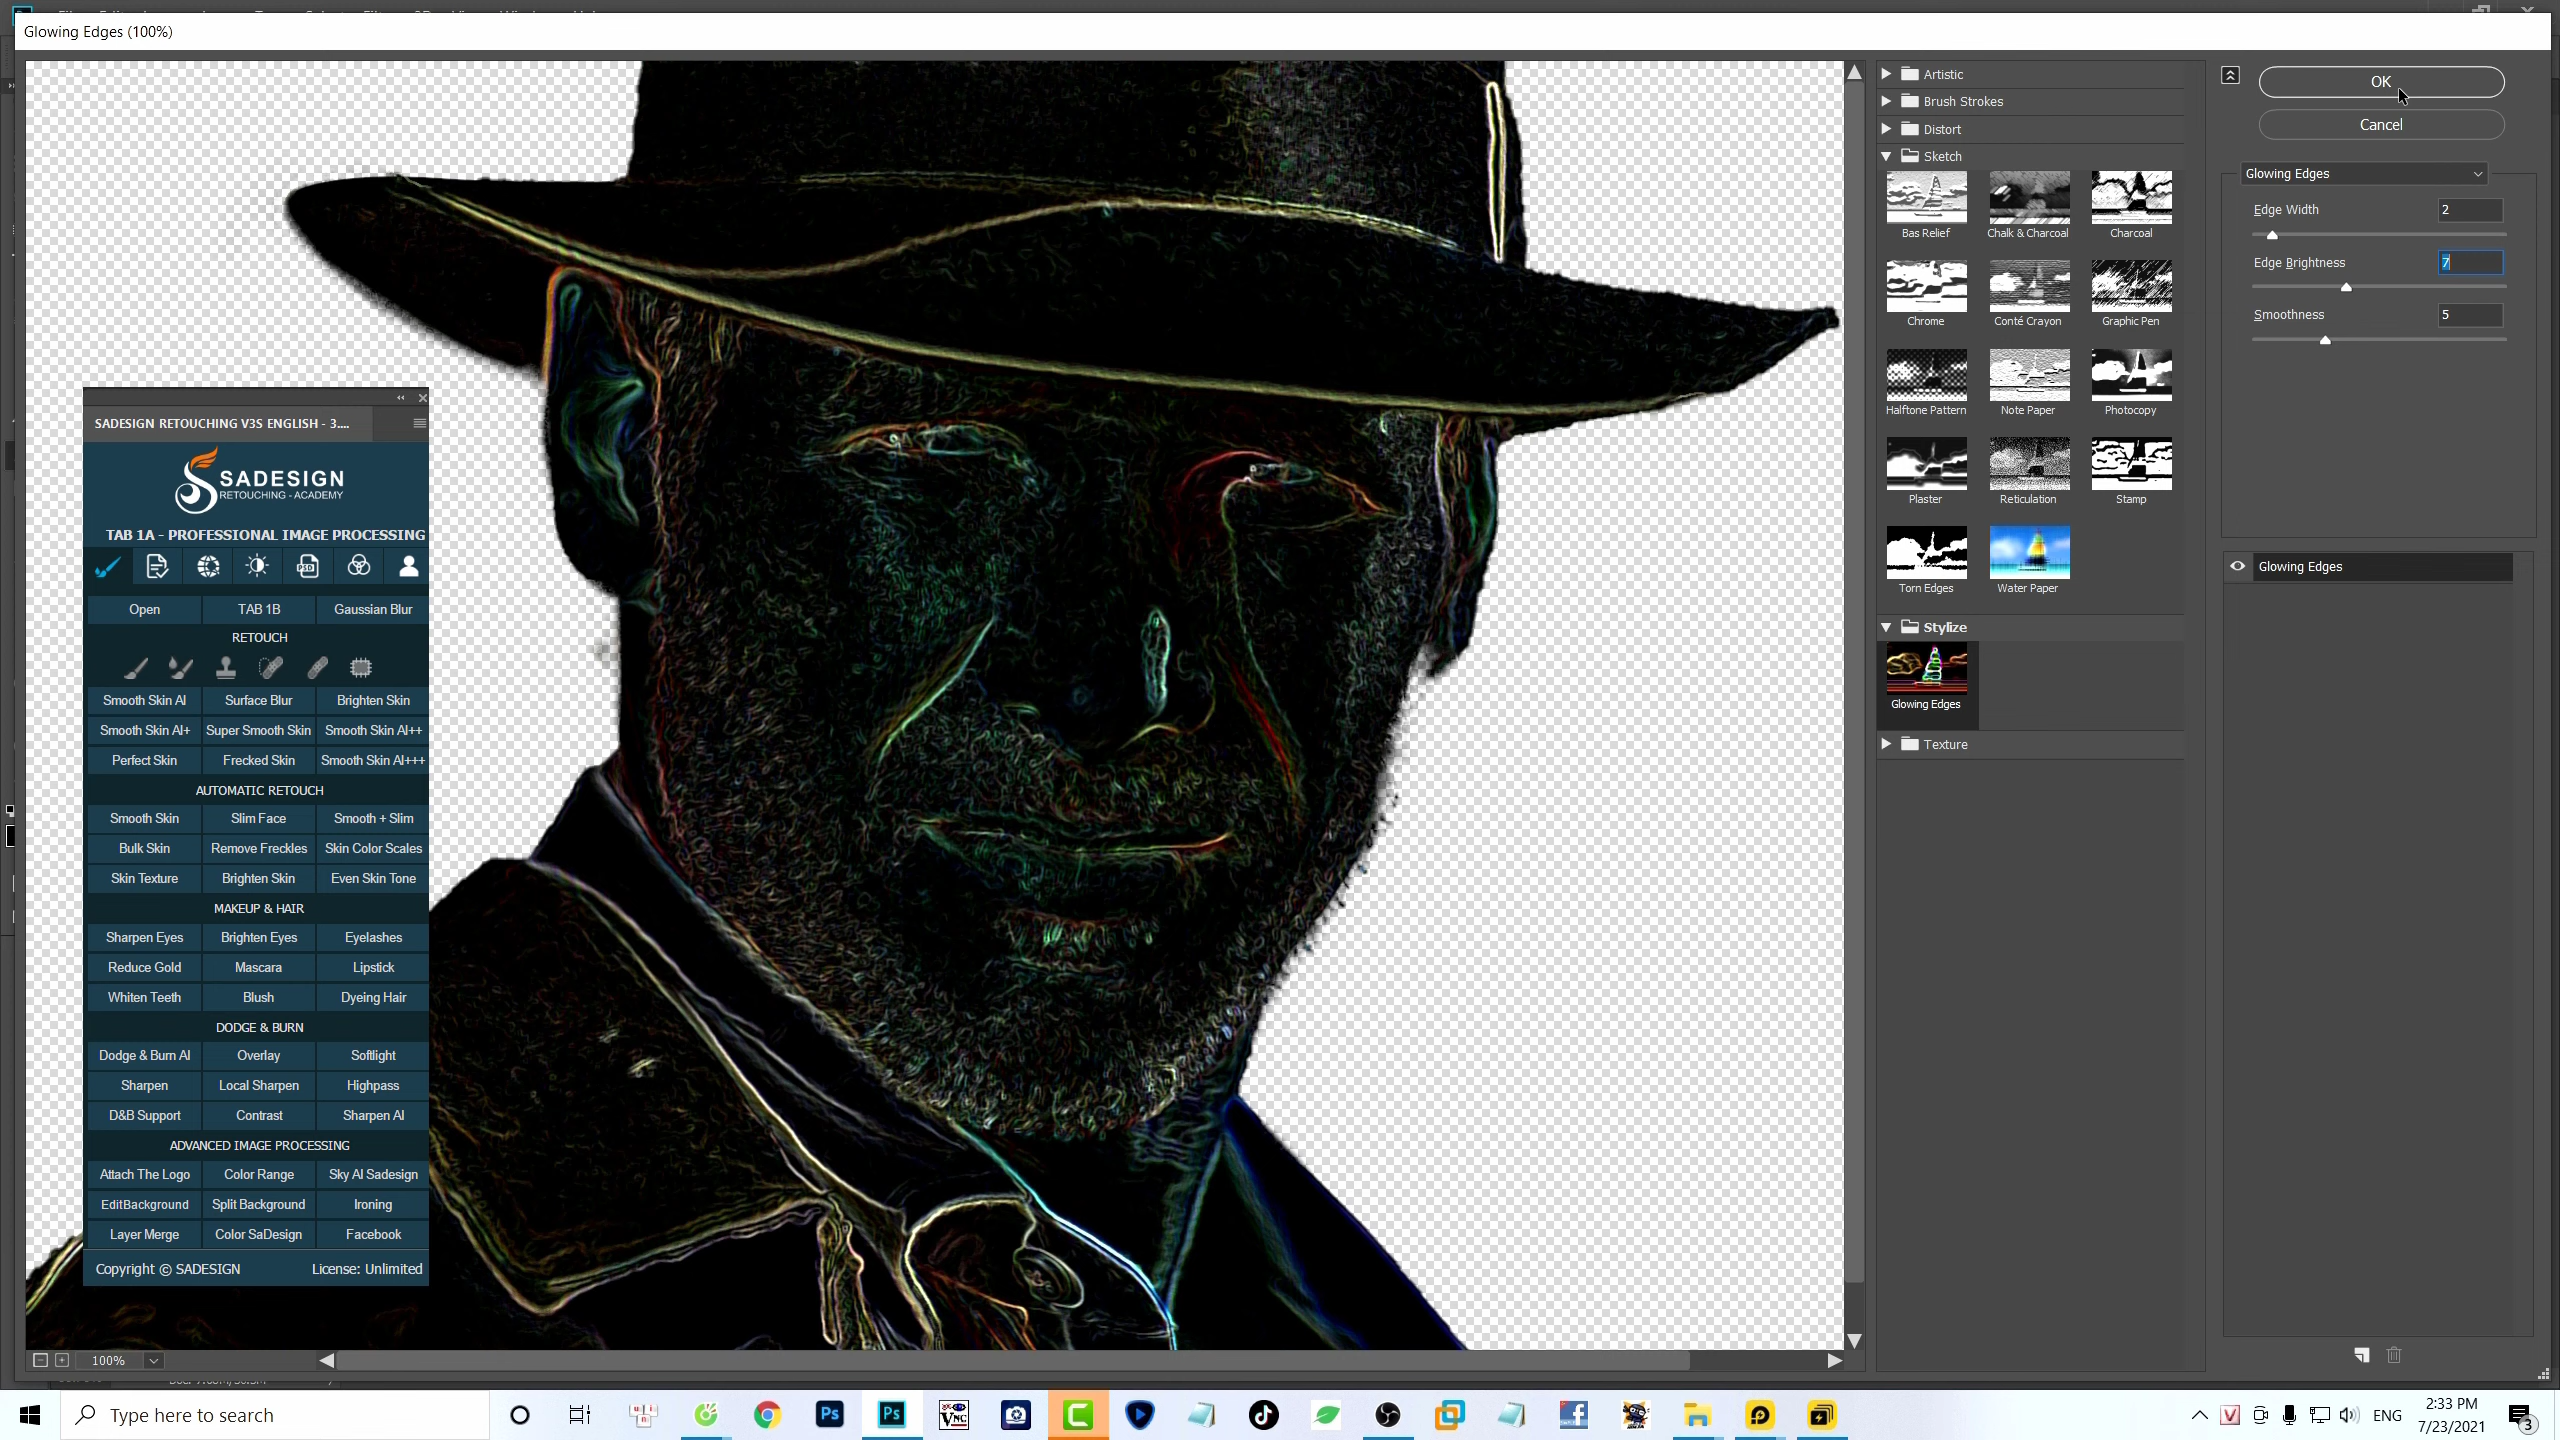 Glowing Edges (100%)
Artistic
Brush Strokes
Distort
Sketch
Bas Relief
Chalk & Charcoal
Charcoal
Chrome
Conté Crayon
Graphic Pen
Halftone Pattern
Note Paper
Photocopy
Plaster
Reticulation
Stamp
Torn Edges
Water Paper
Stylize
Glowing Edges
Texture
OK
Cancel
Glowing Edges
Edge Width 2
Edge Brightness 7
Smoothness 5
Glowing Edges
SADESIGN RETOUCHING V3S ENGLISH - 3....
SADESIGN
RETOUCHING - ACADEMY
TAB 1A - PROFESSIONAL IMAGE PROCESSING
PSD
Open TAB 1B Gaussian Blur
RETOUCH
Smooth Skin AI Surface Blur Brighten Skin
Smooth Skin AI+ Super Smooth Skin Smooth Skin AI++
Perfect Skin Frecked Skin Smooth Skin AI+++
AUTOMATIC RETOUCH
Smooth Skin Slim Face Smooth + Slim
Bulk Skin Remove Freckles Skin Color Scales
Skin Texture Brighten Skin Even Skin Tone
MAKEUP & HAIR
Sharpen Eyes Brighten Eyes Eyelashes
Reduce Gold Mascara Lipstick
Whiten Teeth Blush Dyeing Hair
DODGE & BURN
Dodge & Burn AI Overlay Softlight
Sharpen Local Sharpen Highpass
D&B Support Contrast Sharpen AI
ADVANCED IMAGE PROCESSING
Attach The Logo Color Range Sky AI Sadesign
EditBackground Split Background Ironing
Layer Merge Color SaDesign Facebook
Copyright © SADESIGN License: Unlimited
100%
Type here to search
Ps
Ps
VNC
ENG
2:33 PM
7/23/2021
3